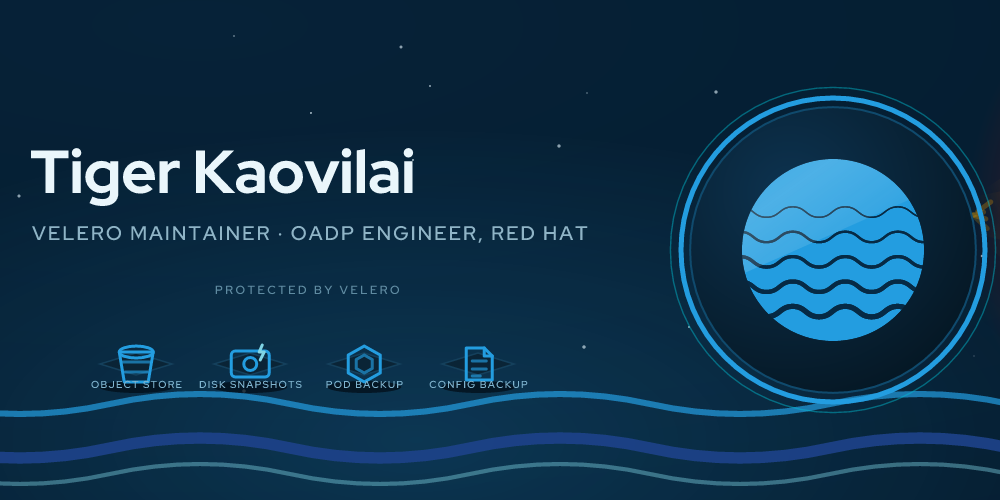 Tiger Kaovilai
VELERO MAINTAINER · OADP ENGINEER, RED HAT
PROTECTED BY VELERO
OBJECT STORE DISK SNAPSHOTS POD BACKUP CONFIG BACKUP